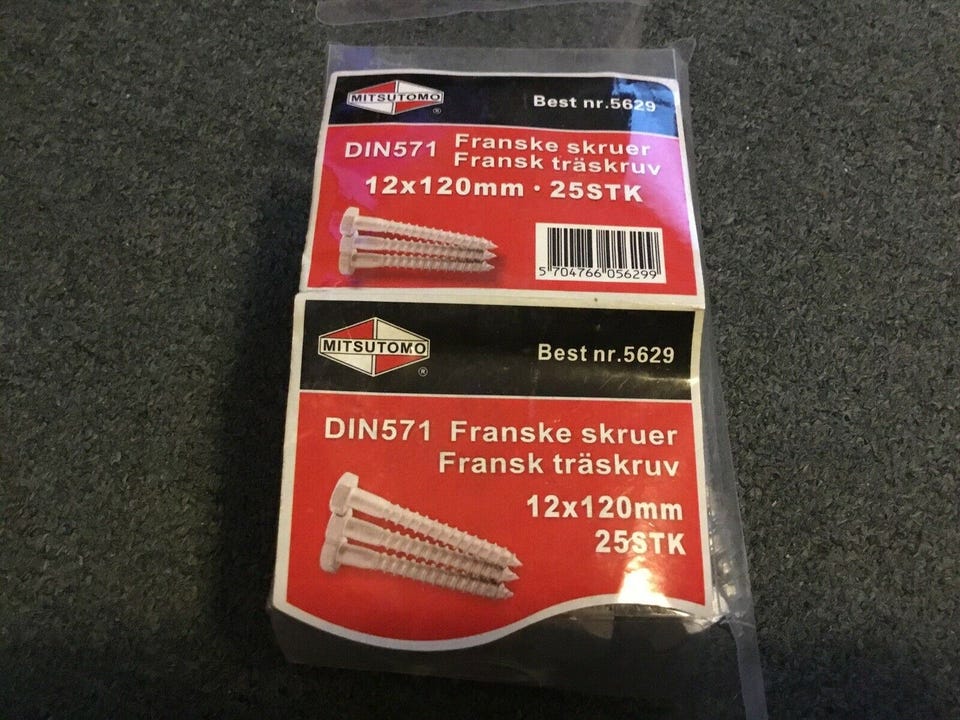 MITSUTOMO
®
Best nr.5629
DIN571 Franske skruer
Fransk träskruv
12x120mm · 25STK
5 704766 056299
MITSUTOMO
®
Best nr.5629
DIN571 Franske skruer
Fransk träskruv
12x120mm
25STK